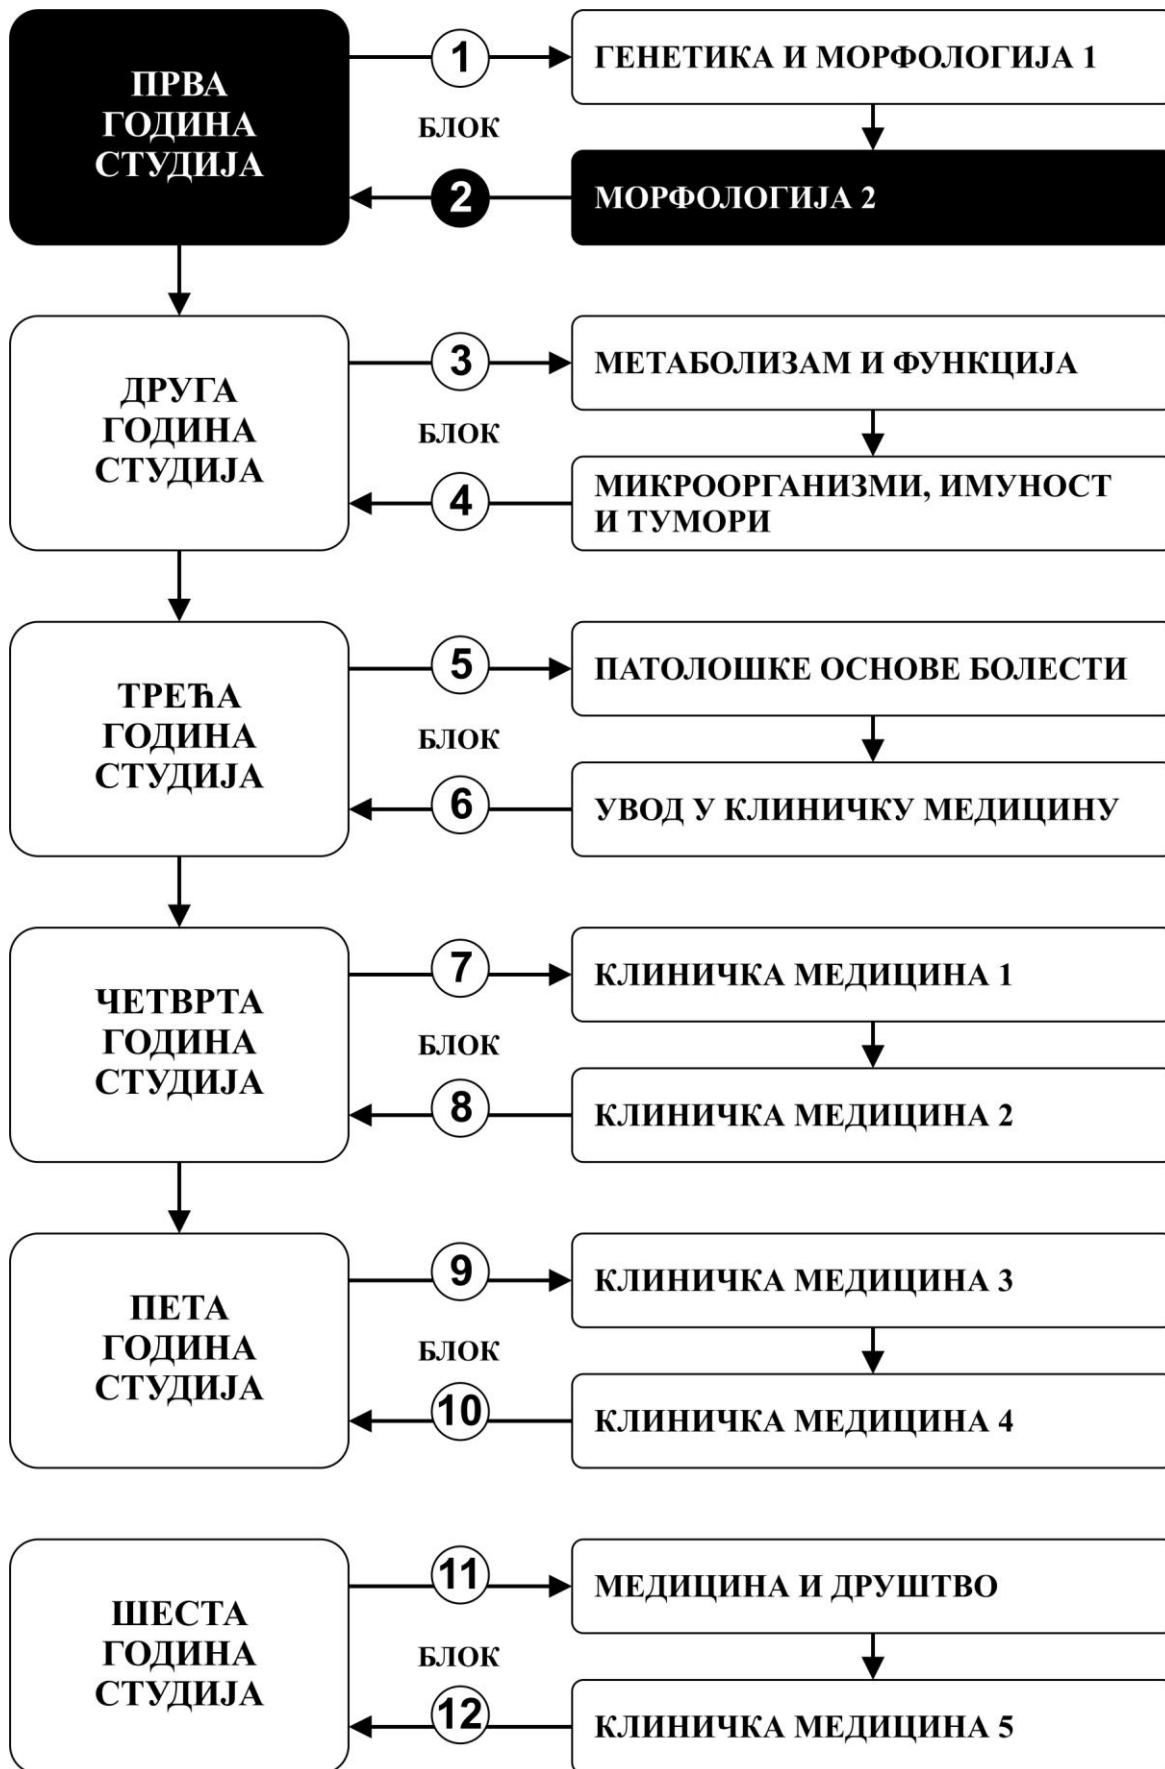 ПРВА
ГОДИНА
СТУДИЈА
1
БЛОК
2
ГЕНЕТИКА И МОРФОЛОГИЈА 1
МОРФОЛОГИЈА 2
ДРУГА
ГОДИНА
СТУДИЈА
3
БЛОК
4
МЕТАБОЛИЗАМ И ФУНКЦИЈА
МИКРООРГАНИЗМИ, ИМУНОСТ
И ТУМОРИ
ТРЕЋА
ГОДИНА
СТУДИЈА
5
БЛОК
6
ПАТОЛОШКЕ ОСНОВЕ БОЛЕСТИ
УВОД У КЛИНИЧКУ МЕДИЦИНУ
ЧЕТВРТА
ГОДИНА
СТУДИЈА
7
БЛОК
8
КЛИНИЧКА МЕДИЦИНА 1
КЛИНИЧКА МЕДИЦИНА 2
ПЕТА
ГОДИНА
СТУДИЈА
9
БЛОК
10
КЛИНИЧКА МЕДИЦИНА 3
КЛИНИЧКА МЕДИЦИНА 4
ШЕСТА
ГОДИНА
СТУДИЈА
11
БЛОК
12
МЕДИЦИНА И ДРУШТВО
КЛИНИЧКА МЕДИЦИНА 5